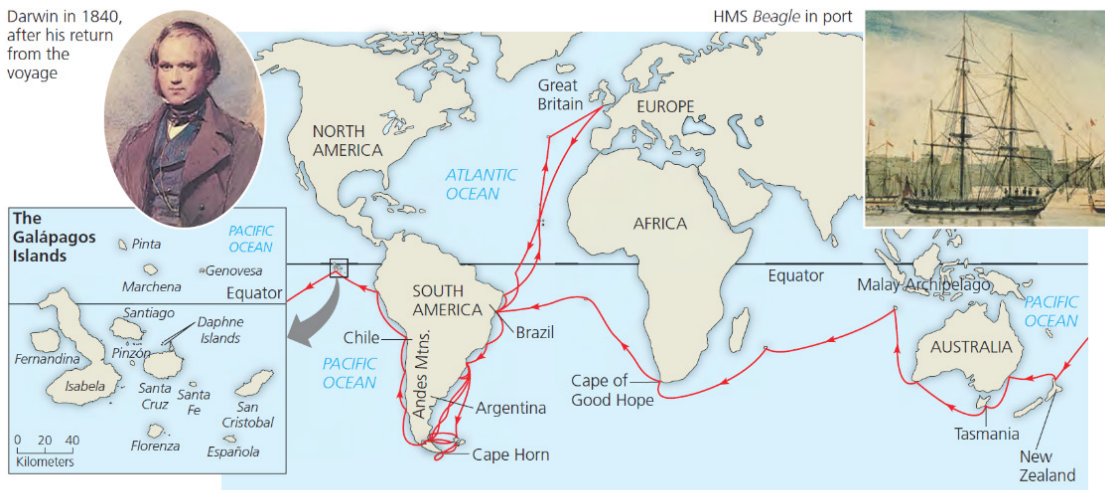 Darwin in 1840,
after his return
from the
voyage
HMS Beagle in port
Great
Britain
EUROPE
NORTH
AMERICA
ATLANTIC
OCEAN
AFRICA
The
Galápagos
Islands
PACIFIC
OCEAN
Pinta
Genovesa
Marchena
Equator
Santiago
Daphne
Islands
Pinzón
Fernandina
Isabela
Santa
Cruz
Santa
Fe
San
Cristobal
Florenza
Española
0 20 40
Kilometers
SOUTH
AMERICA
Chile
Brazil
PACIFIC
OCEAN
Andes Mtns.
Argentina
Cape Horn
Equator
Malay Archipelago
PACIFIC
OCEAN
AUSTRALIA
Cape of
Good Hope
Tasmania
New
Zealand